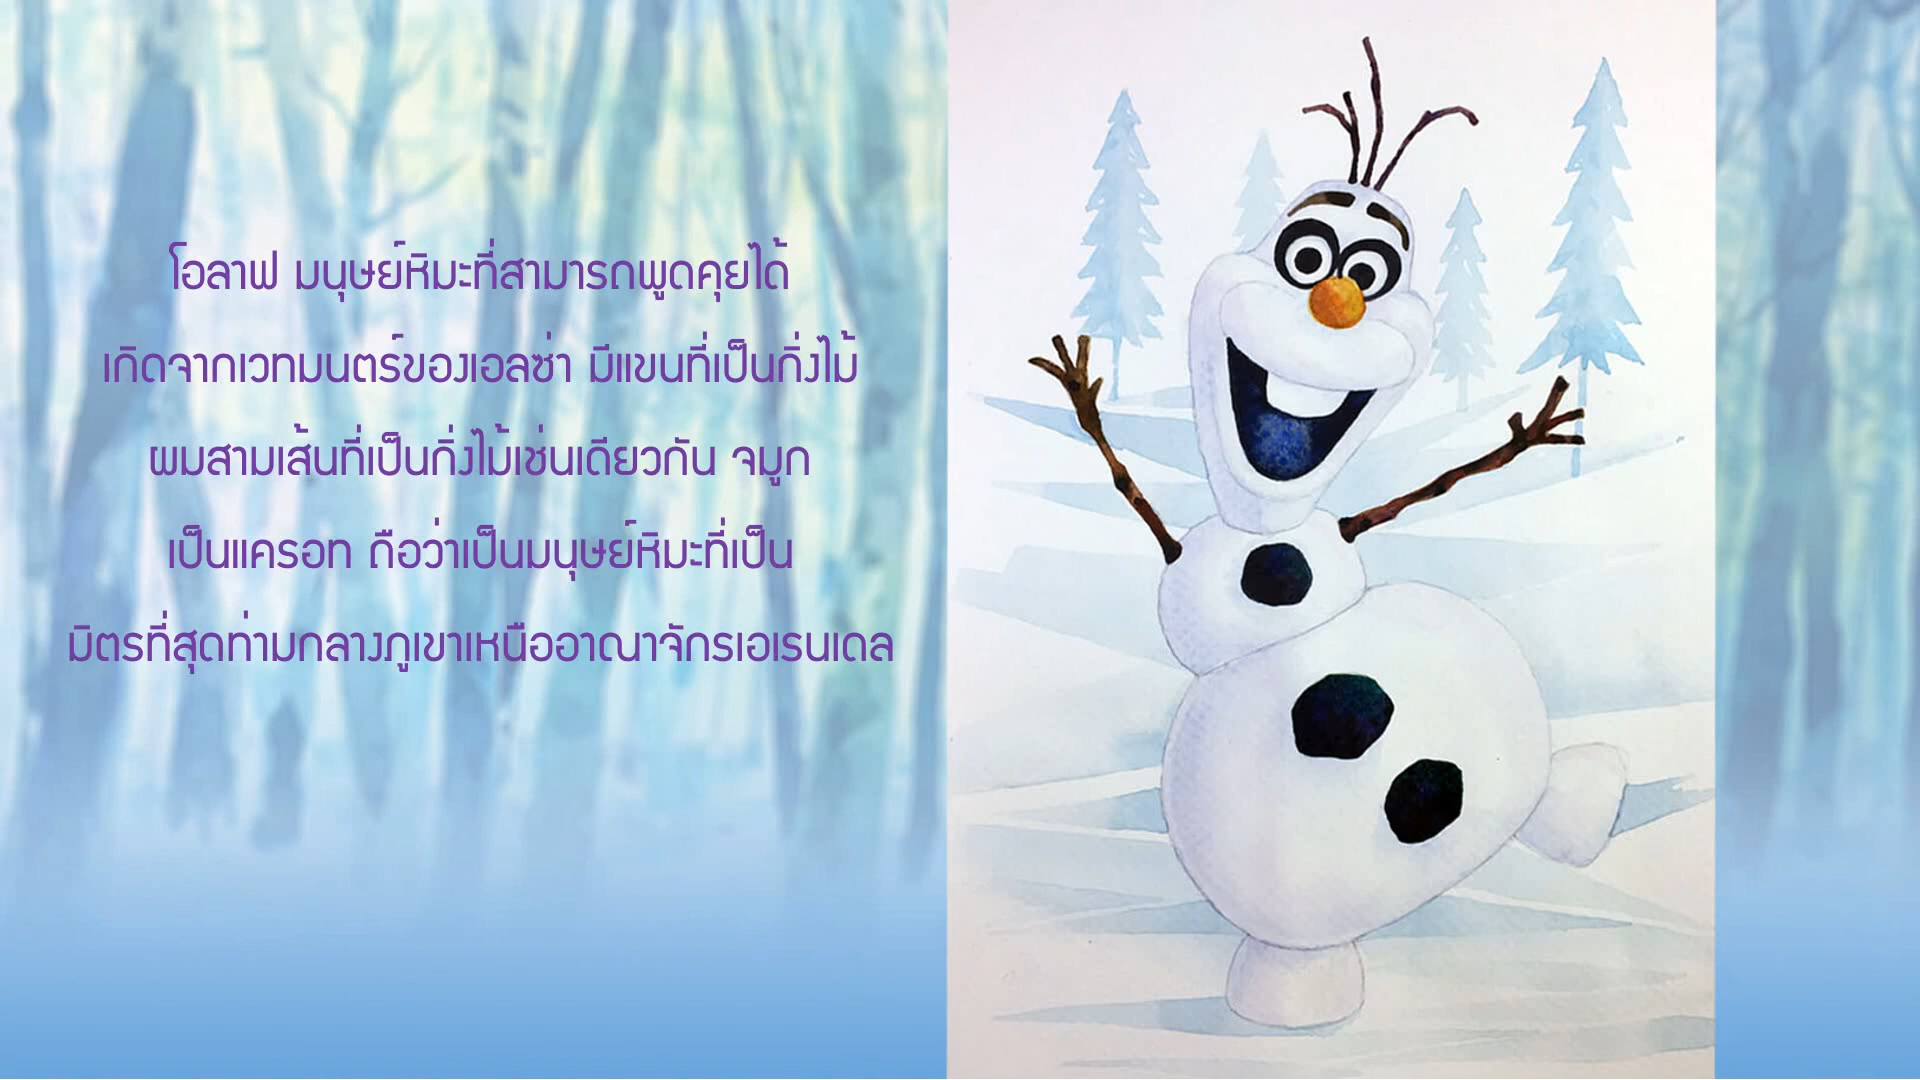 โอลาฟ มนุษย์หิมะที่สามารถพูดคุยได้
เกิดจากเวทมนตร์ของเอลซ่า มีแขนที่เป็นกิ่งไม้
ผมสามเส้นที่เป็นกิ่งไม้เช่นเดียวกัน จมูก
เป็นแครอท ถือว่าเป็นมนุษย์หิมะที่เป็น
มิตรที่สุดท่ามกลางภูเขาเหนืออาณาจักรเอเรนเดล